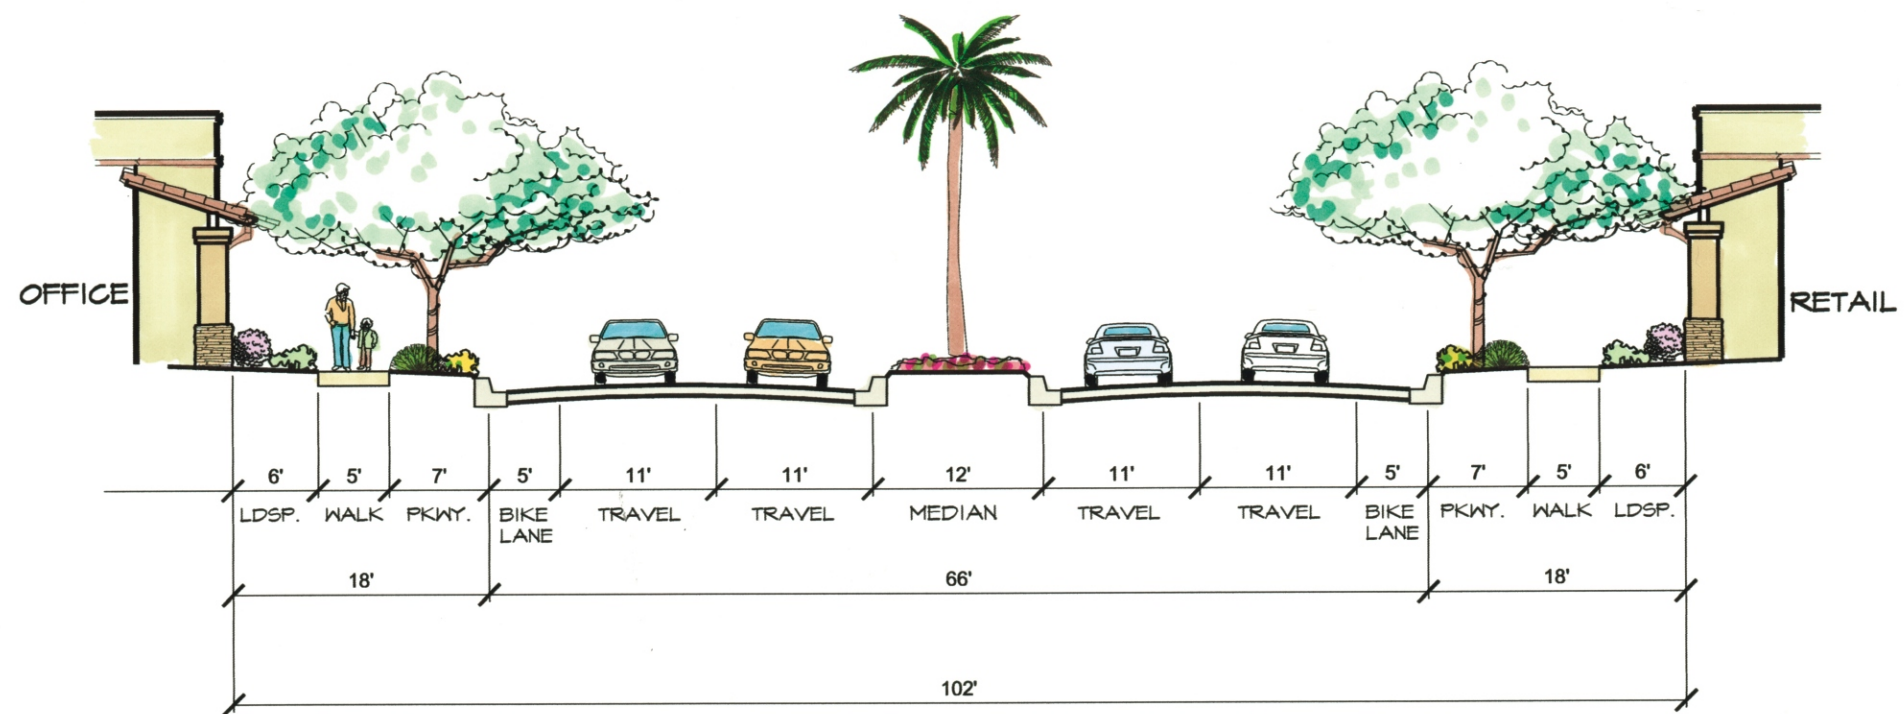 OFFICE
RETAIL
6' 5' 7' 5' 11' 11' 12' 11' 11' 5' 7' 5' 6'
LDSP. WALK PKWY. BIKE LANE TRAVEL TRAVEL MEDIAN TRAVEL TRAVEL BIKE LANE PKWY. WALK LDSP.
18' 66' 18'
102'